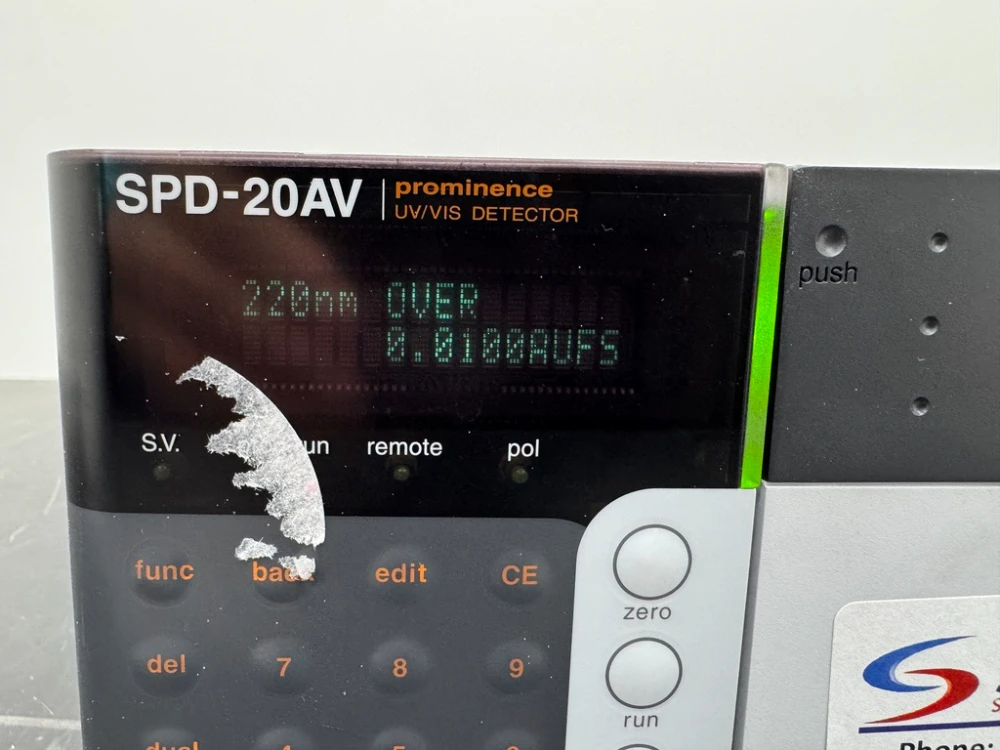 SPD-20AV
prominence
UV/VIS DETECTOR
push
220nm OVER
0.0100AUFS
S.V. remote pol
func back edit CE
zero
del 7 8 9
run